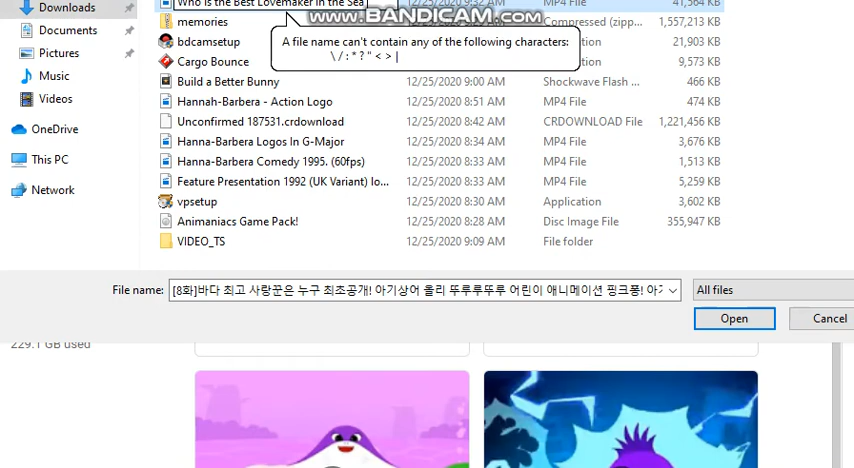 Downloads
Who Is the Best Lovemaker in the Sea
12/25/2020 9:32 AM MP4 File 41,564 KB
WWW.BANDICAM.COM
Documents
memories Compressed (zipp... 1,557,213 KB
Pictures
bdcamsetup 21,903 KB
A file name can't contain any of the following characters:
\ / : * ? " < > |
Cargo Bounce 9,573 KB
Music
Build a Better Bunny 12/25/2020 9:00 AM Shockwave Flash ... 466 KB
Videos
Hannah-Barbera - Action Logo 12/25/2020 8:51 AM MP4 File 474 KB
OneDrive
Unconfirmed 187531.crdownload 12/25/2020 8:42 AM CRDOWNLOAD File 1,221,456 KB
Hanna-Barbera Logos In G-Major 12/25/2020 8:34 AM MP4 File 3,676 KB
This PC
Hanna-Barbera Comedy 1995. (60fps) 12/25/2020 8:33 AM MP4 File 1,513 KB
Network
Feature Presentation 1992 (UK Variant) lo... 12/25/2020 8:33 AM MP4 File 5,259 KB
vpsetup 12/25/2020 8:30 AM Application 3,602 KB
Animaniacs Game Pack! 12/25/2020 8:28 AM Disc Image File 355,947 KB
VIDEO_TS 12/25/2020 9:09 AM File folder
File name: [8화]바다 최고 사랑꾼은 누구 최초공개! 아기상어 올리 뚜루루뚜루 어린이 애니메이션 핑크퐁! All files
Open Cancel
229.1 GB used